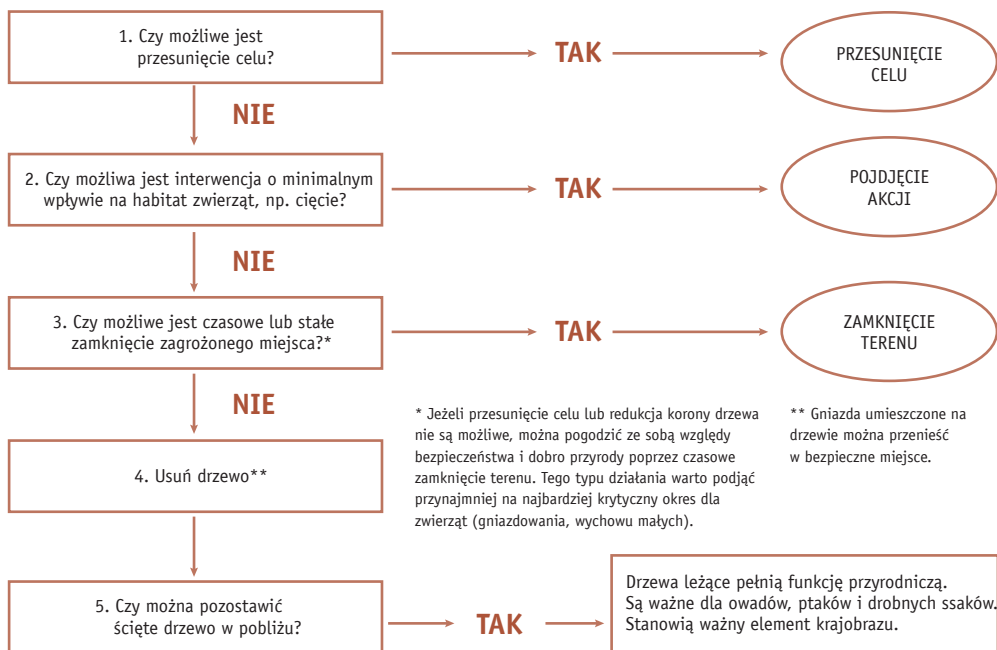 1. Czy możliwe jest
przesunięcie celu?
TAK
PRZESUNIĘCIE
CELU
NIE
2. Czy możliwa jest interwencja o minimalnym
wpływie na habitat zwierząt, np. cięcie?
TAK
POJDJĘCIE
AKCJI
NIE
3. Czy możliwe jest czasowe lub stałe
zamknięcie zagrożonego miejsca?*
TAK
ZAMKNIĘCIE
TERENU
NIE
* Jeżeli przesunięcie celu lub redukcja korony drzewa
nie są możliwe, można pogodzić ze sobą względy
bezpieczeństwa i dobro przyrody poprzez czasowe
zamknięcie terenu. Tego typu działania warto podjąć
przynajmniej na najbardziej krytyczny okres dla
zwierząt (gniazdowania, wychowu małych).
** Gniazda umieszczone na
drzewie można przenieść
w bezpieczne miejsce.
4. Usuń drzewo**
5. Czy można pozostawić
ścięte drzewo w pobliżu?
TAK
Drzewa leżące pełnią funkcję przyrodniczą.
Są ważne dla owadów, ptaków i drobnych ssaków.
Stanowią ważny element krajobrazu.